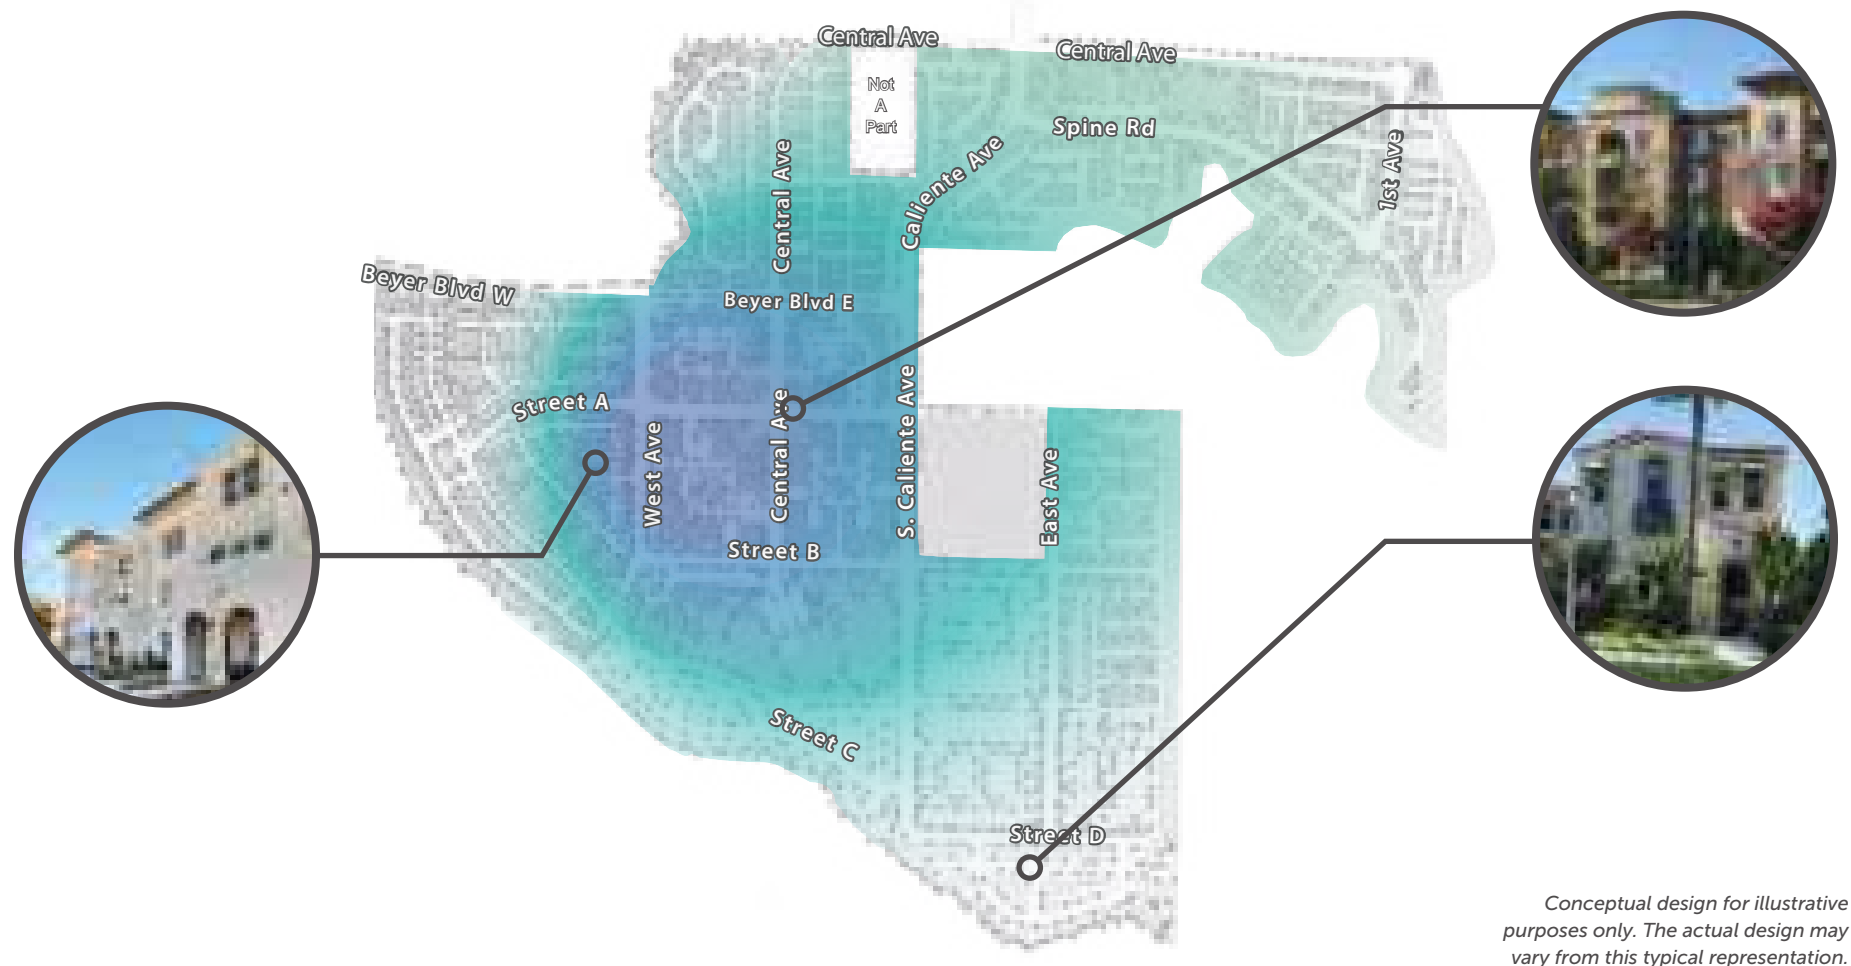 Central Ave
Central Ave
Not
A
Part
Spine Rd
Caliente Ave
1st Ave
Central Ave
Beyer Blvd W
Beyer Blvd E
Street A
West Ave
Central Ave
S. Caliente Ave
East Ave
Street B
Street C
Street D
Conceptual design for illustrative
purposes only. The actual design may
vary from this typical representation.